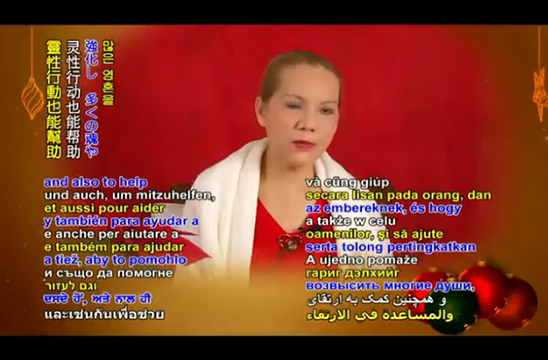 많은 영혼을
強化し 多くの魂や
灵性行动也能帮助
靈性行動也能幫助
and also to help
und auch, um mitzuhelfen,
et aussi pour aider
y también para ayudar a
e anche per aiutare a
e também para ajudar
a tiež, aby to pomohlo
и също да помогне
וגם לעזור
ਦਸਦੇ ਹੋਂ, ਅਤੇ ਨਾਲ ਹੀ
และเช่นกันเพื่อช่วย
và cũng giúp
secara lisan pada orang, dan
az embereknek, és hogy
a także w celu
oamenilor, şi să ajute
serta tolong pertingkatkan
A ujedno pomaže
гариг дэлхийг
возвысить многие души,
و همچنین کمک به ارتقای
والمساعدة في الارتقاء